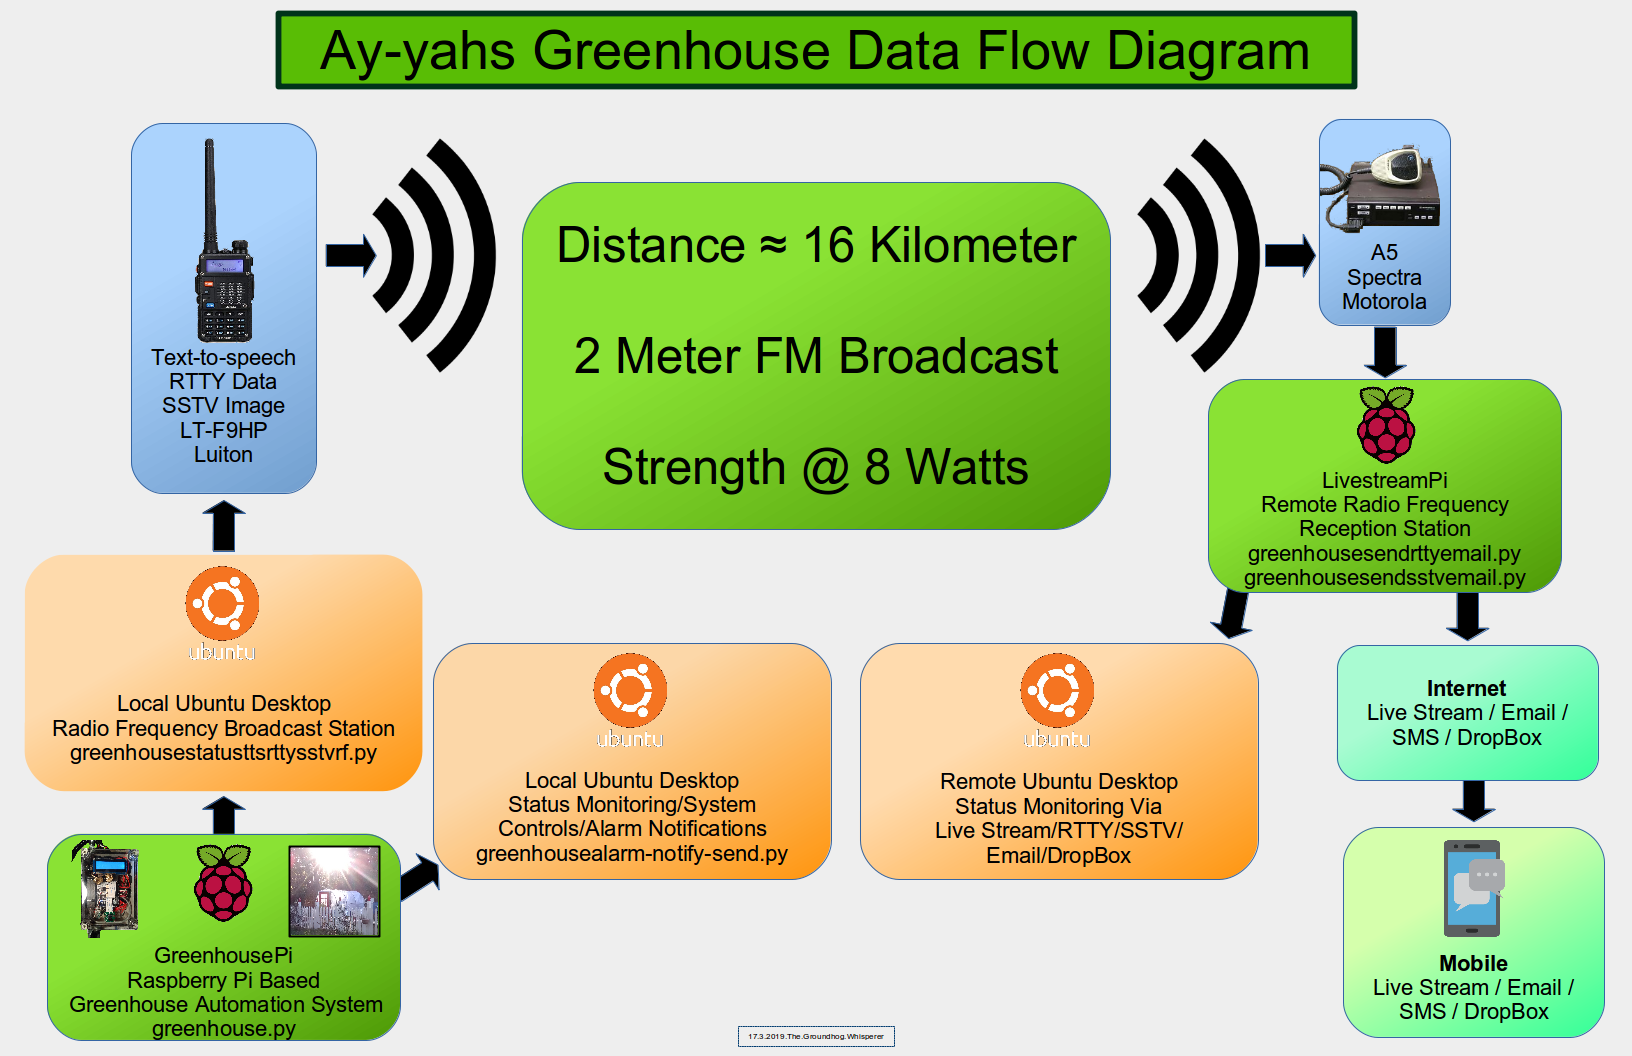 Ay-yahs Greenhouse Data Flow Diagram
Text-to-speech
RTTY Data
SSTV Image
LT-F9HP
Luiton
Distance ≈ 16 Kilometer
2 Meter FM Broadcast
Strength @ 8 Watts
A5
Spectra
Motorola
LivestreamPi
Remote Radio Frequency
Reception Station
greenhousesendrttyemail.py
greenhousesendsstvemail.py
ubuntu
Local Ubuntu Desktop
Radio Frequency Broadcast Station
greenhousestatusttsrttysstvrf.py
ubuntu
Local Ubuntu Desktop
Status Monitoring/System
Controls/Alarm Notifications
greenhousealarm-notify-send.py
ubuntu
Remote Ubuntu Desktop
Status Monitoring Via
Live Stream/RTTY/SSTV/
Email/DropBox
Internet
Live Stream / Email /
SMS / DropBox
GreenhousePi
Raspberry Pi Based
Greenhouse Automation System
greenhouse.py
Mobile
Live Stream / Email /
SMS / DropBox
17.3.2019.The.Groundhog.Whisperer